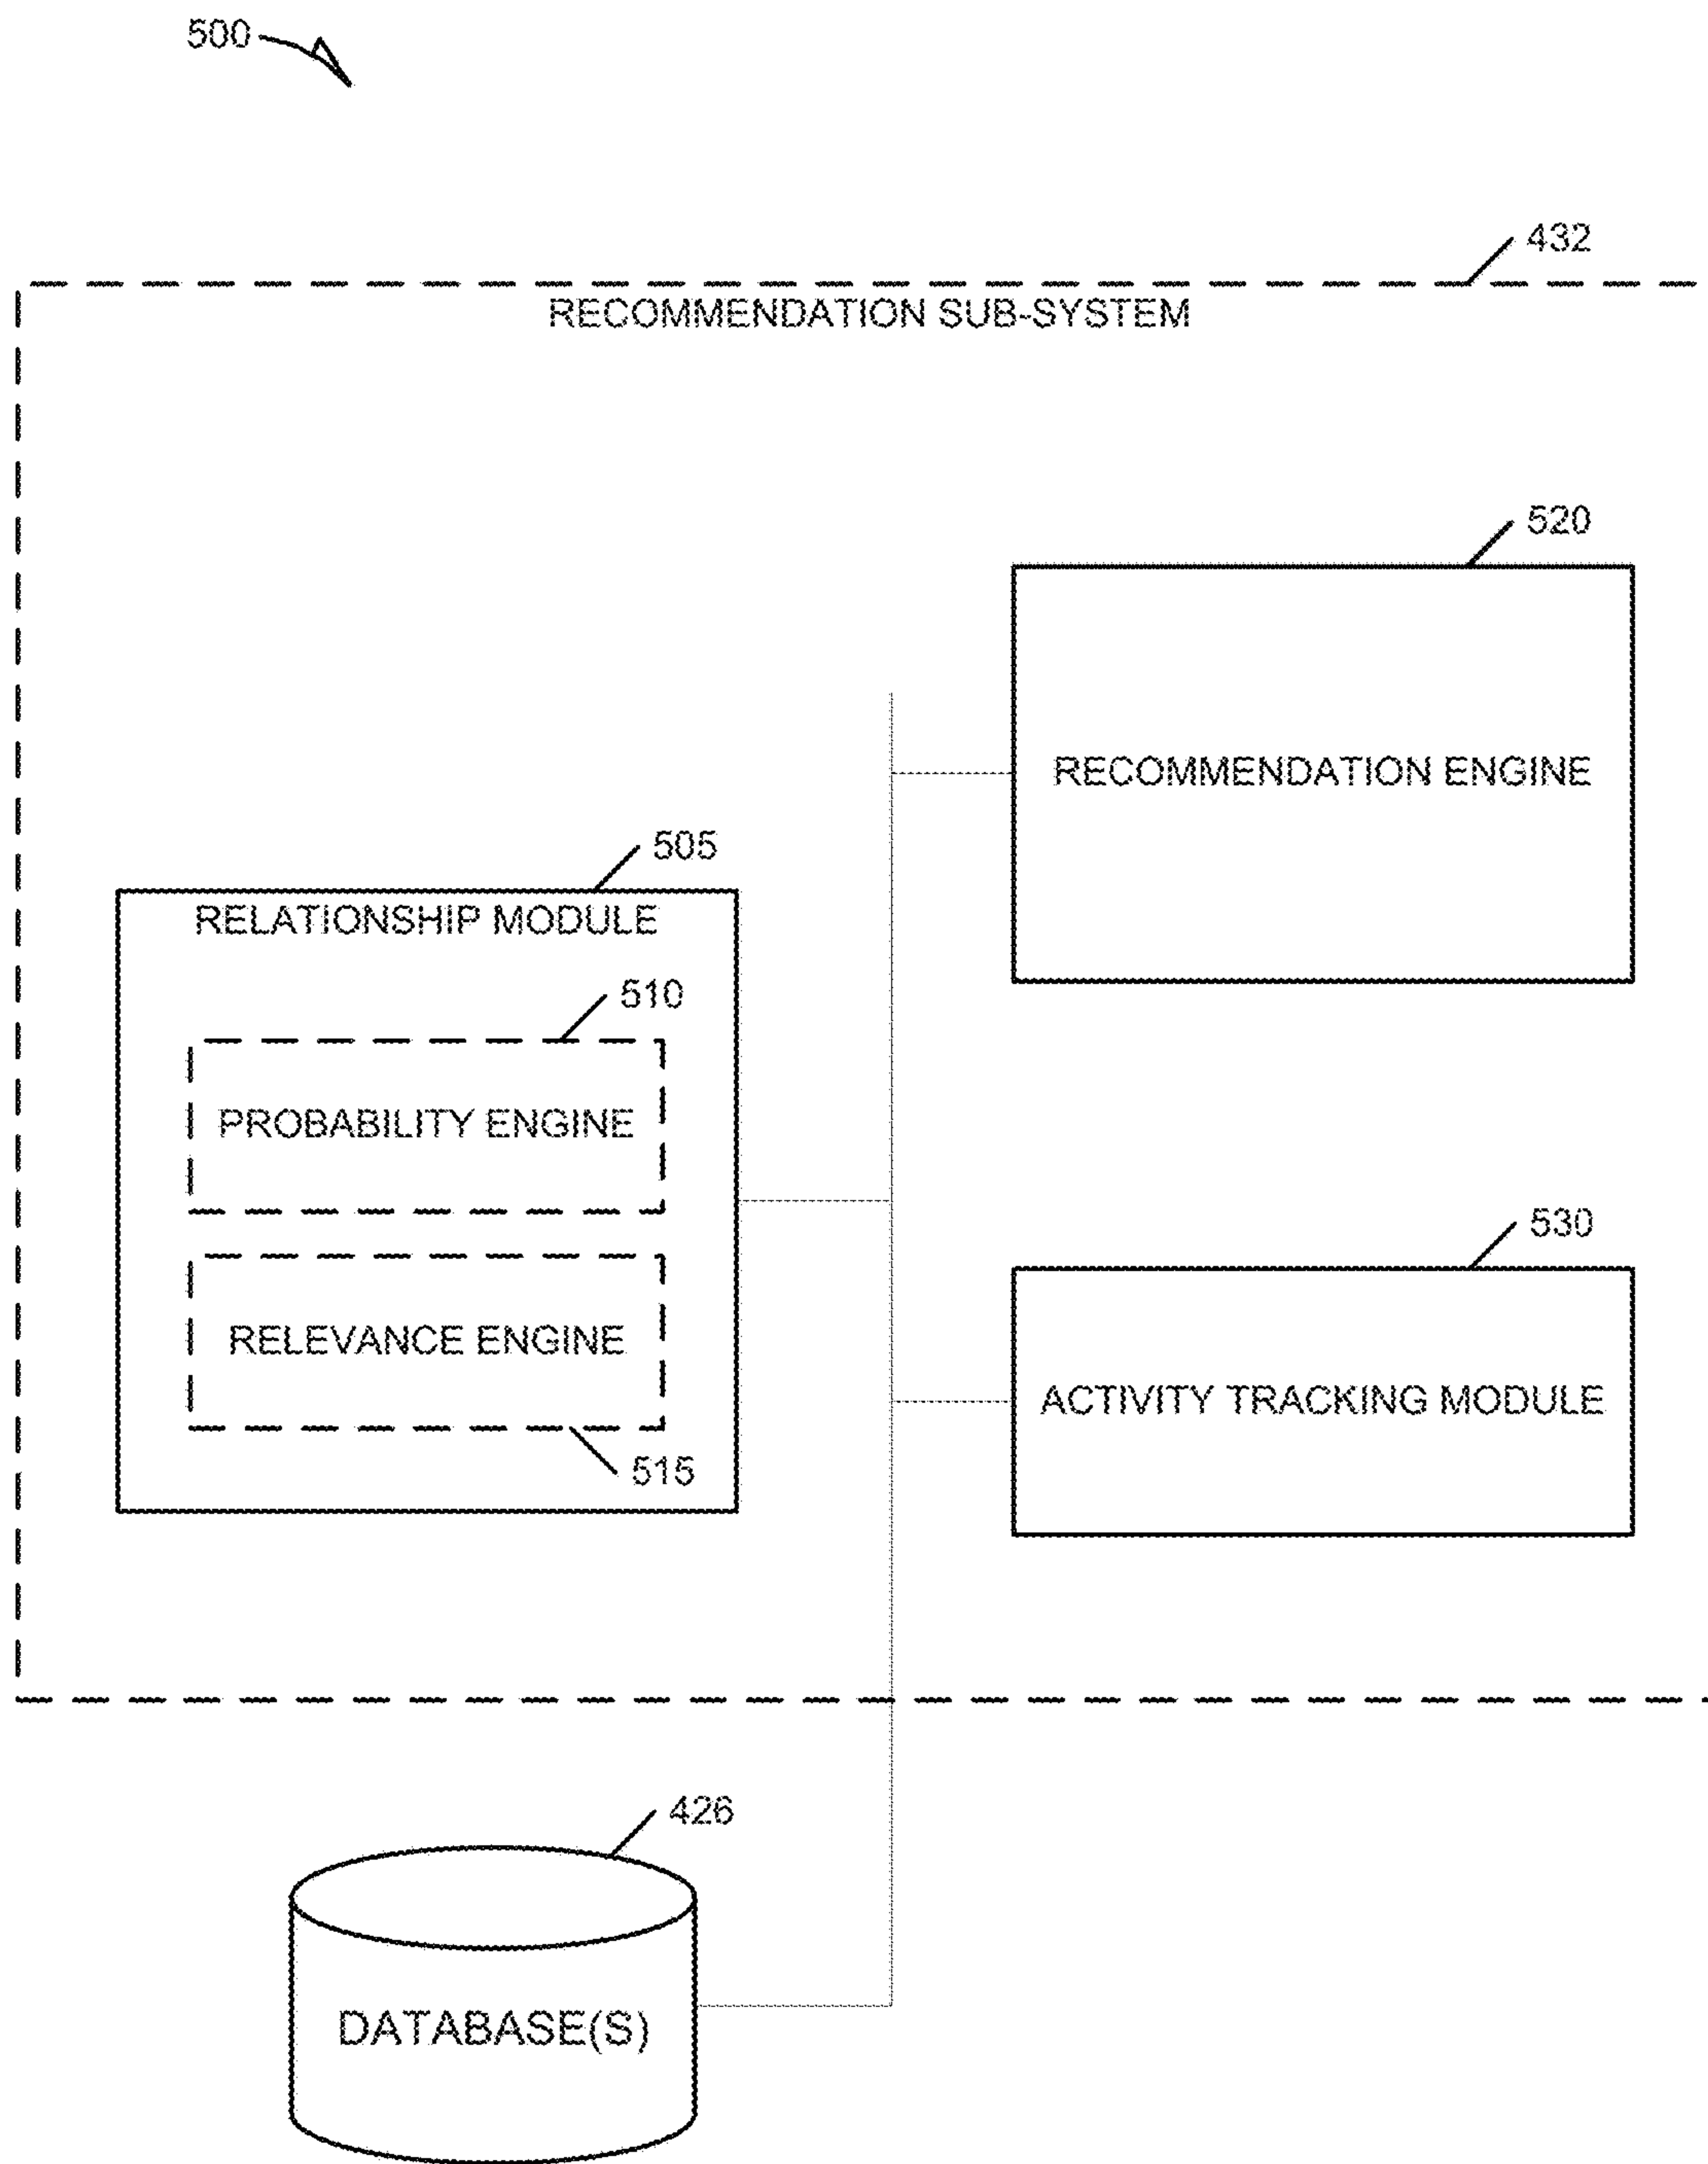 500
432
RECOMMENDATION SUB-SYSTEM
520
RECOMMENDATION ENGINE
505
RELATIONSHIP MODULE
510
PROBABILITY ENGINE
530
RELEVANCE ENGINE
ACTIVITY TRACKING MODULE
515
426
DATABASE(S)